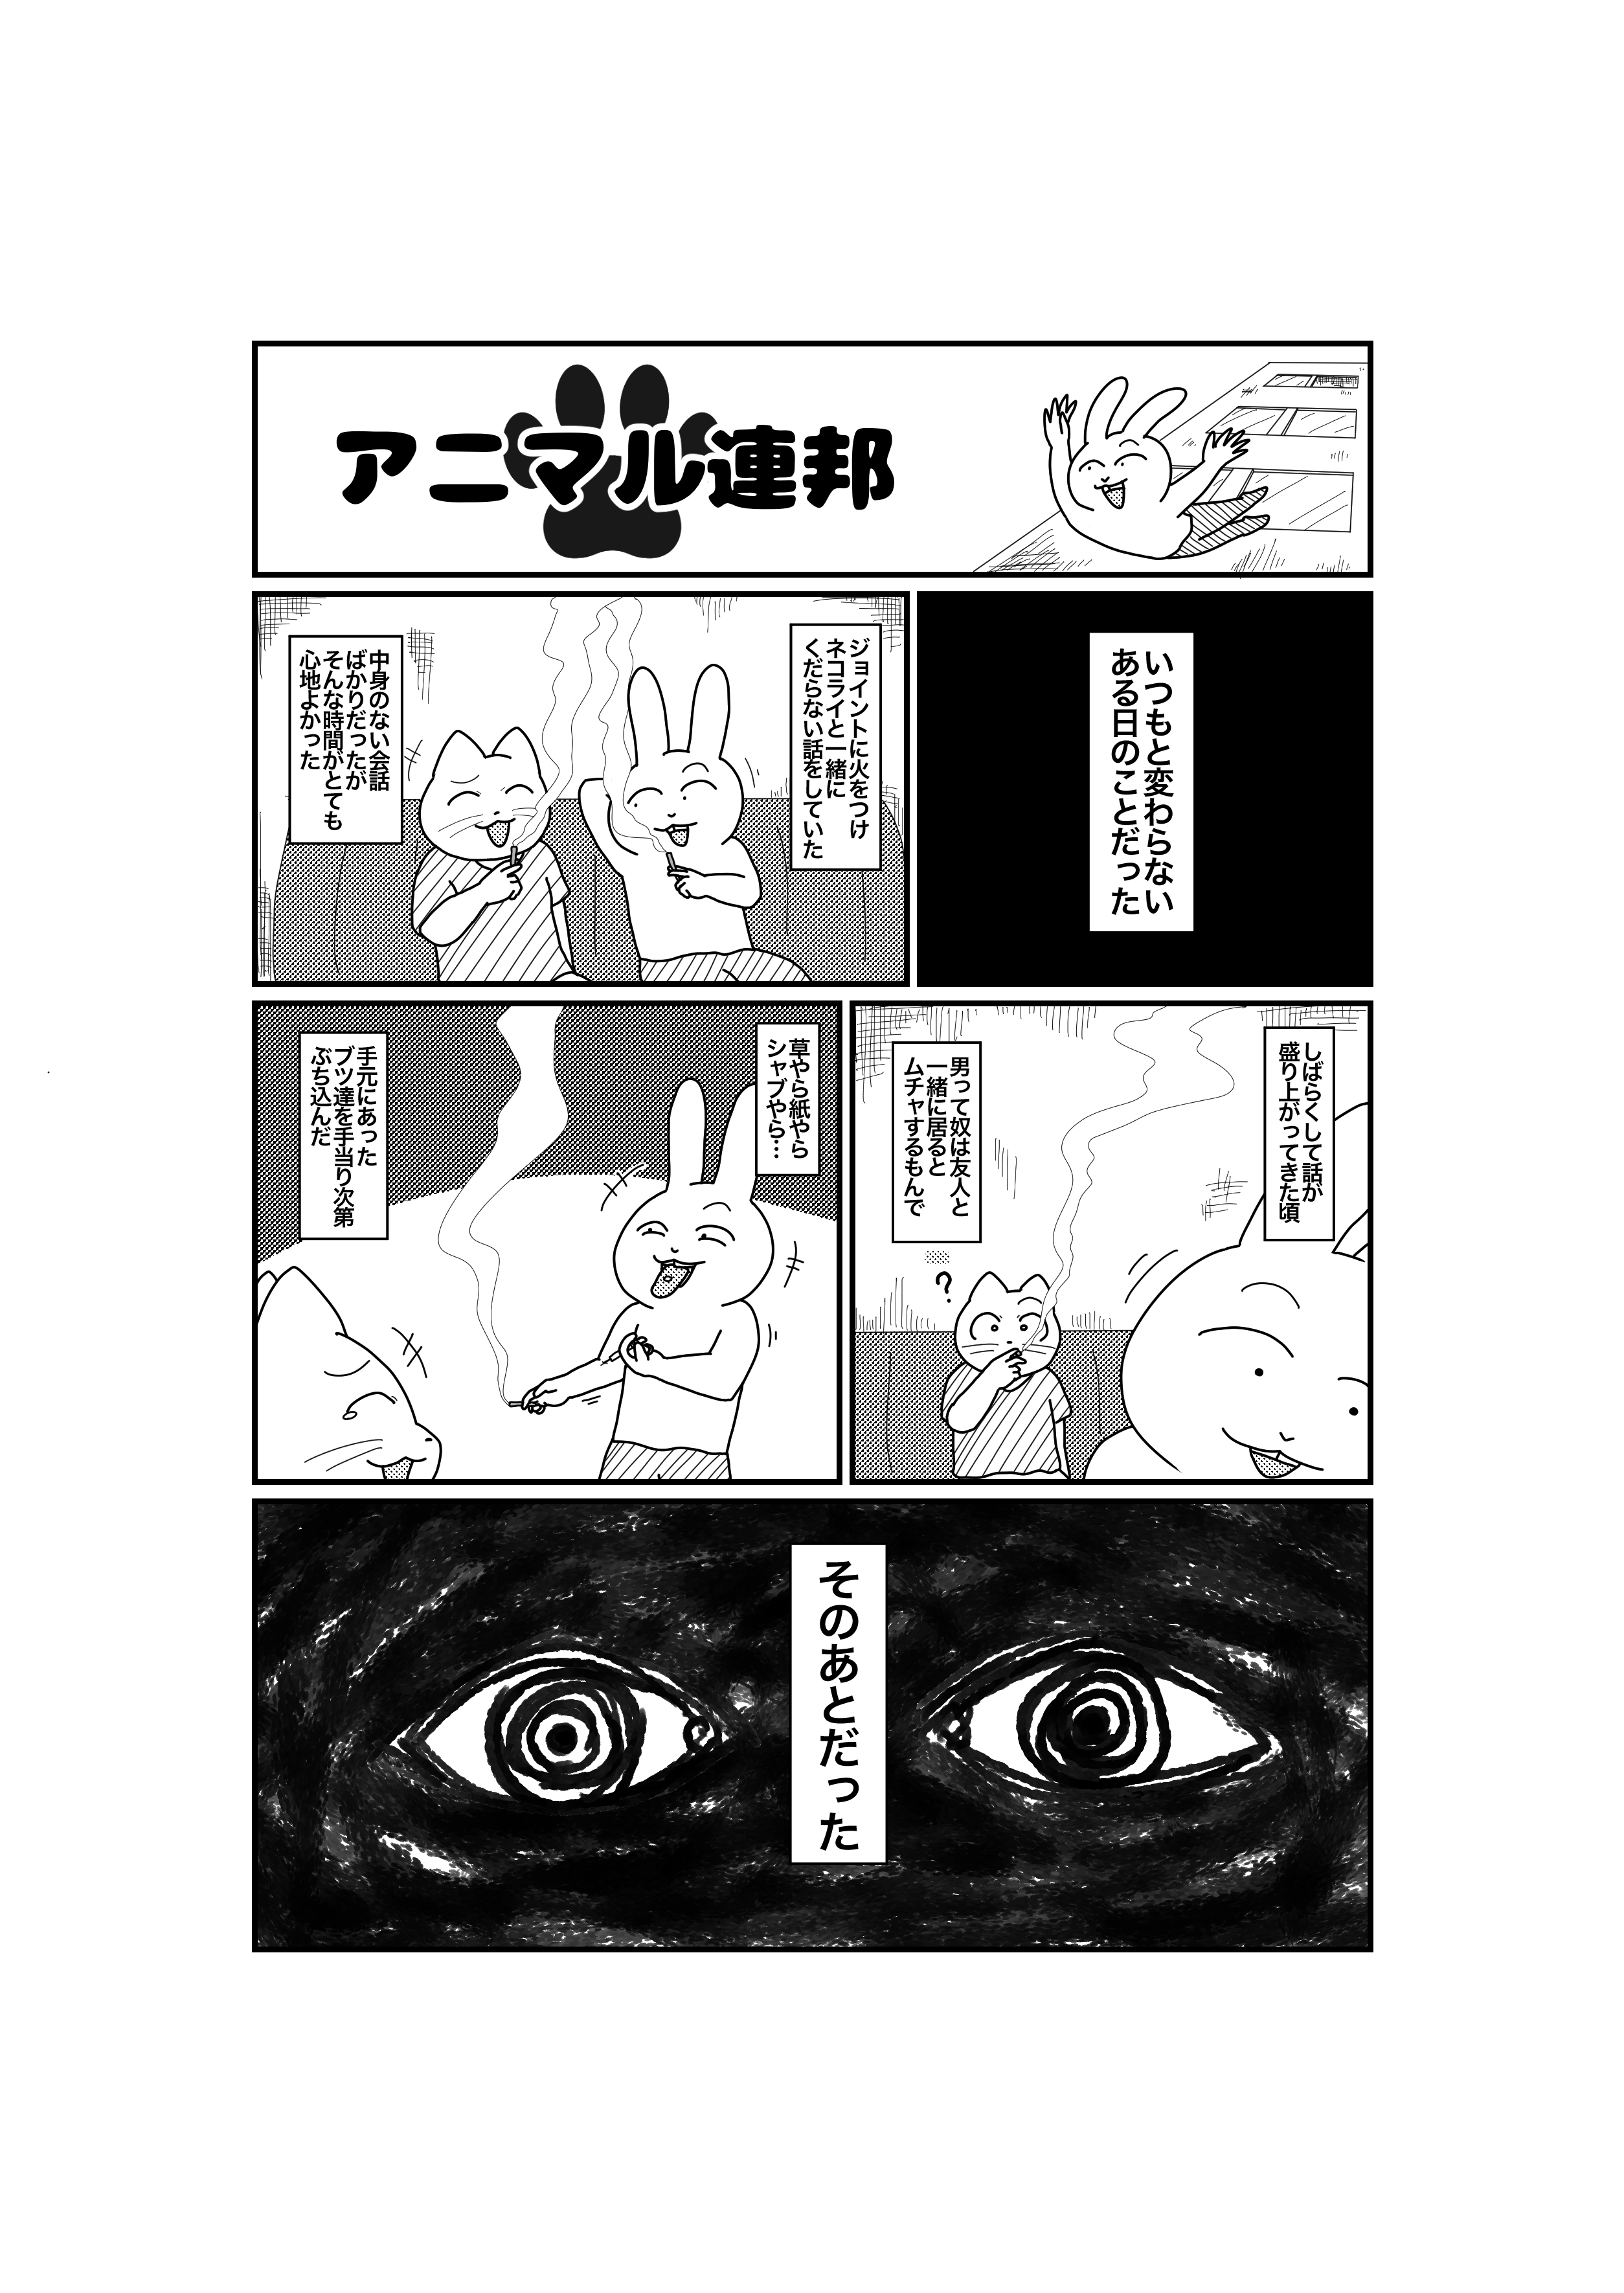 アニマル連邦
いつもと変わらない
ある日のことだった
ジョイントに火をつけ
ネコライと一緒に
くだらない話をしていた
中身のない会話
ばかりだったが
そんな時間がとても
心地よかった
しばらくして話が
盛り上がってきた頃
男って奴は友人と
一緒に居ると
ムチャするもんで
?
草やら紙やら
シャブやら…
手元にあった
ブツ達を手当り次第
ぶち込んだ
そのあとだった